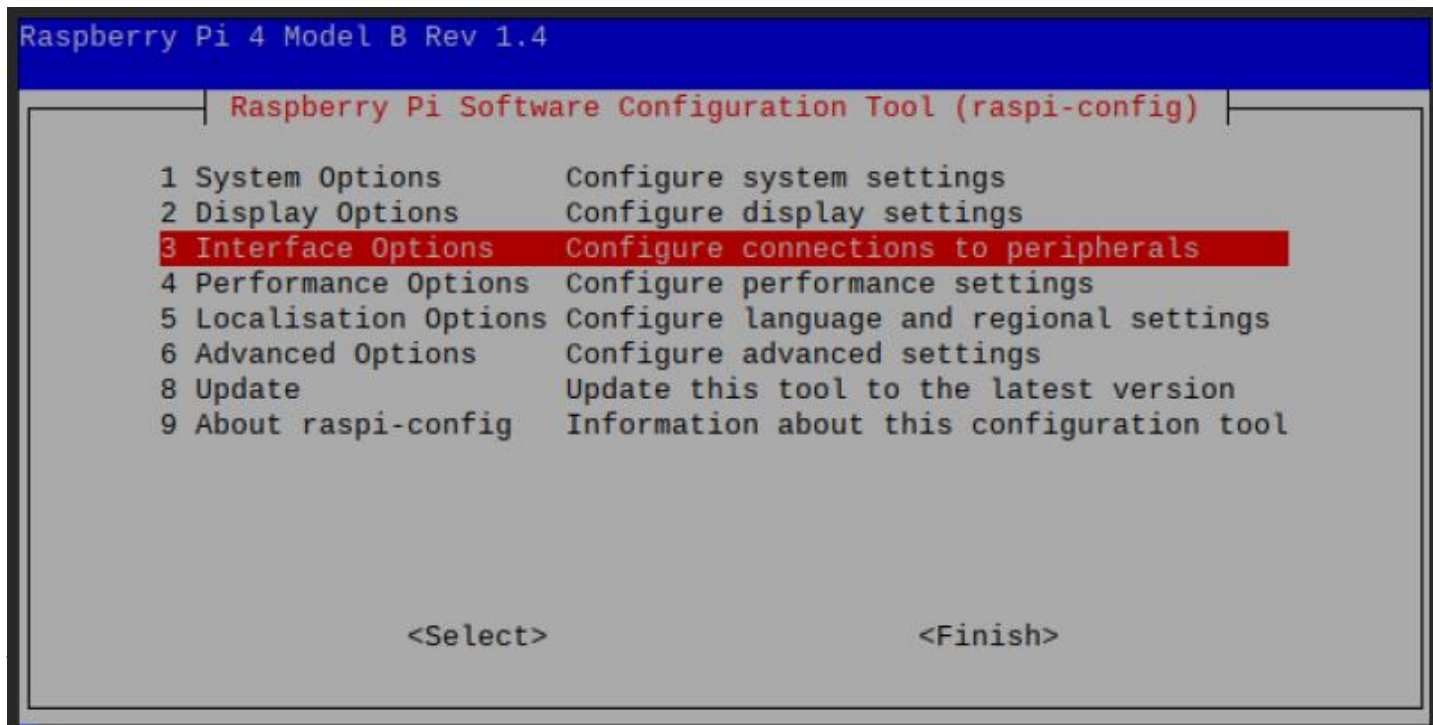 Raspberry Pi 4 Model B Rev 1.4
Raspberry Pi Software Configuration Tool (raspi-config)
1 System Options Configure system settings
2 Display Options Configure display settings
3 Interface Options Configure connections to peripherals
4 Performance Options Configure performance settings
5 Localisation Options Configure language and regional settings
6 Advanced Options Configure advanced settings
8 Update Update this tool to the latest version
9 About raspi-config Information about this configuration tool
<Select> <Finish>